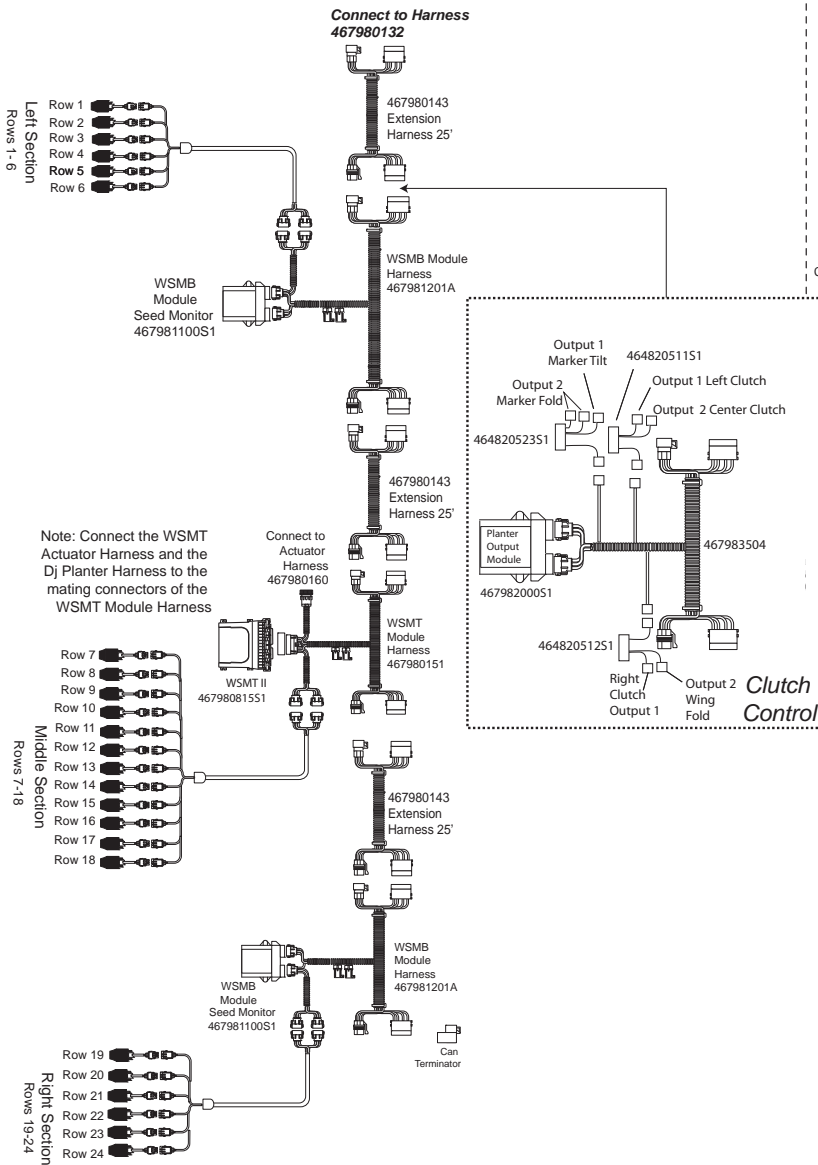 Connect to Harness
467980132
467980143
Extension
Harness 25'
Left Section
Rows 1- 6
Row 1
Row 2
Row 3
Row 4
Row 5
Row 6
WSMB Module
Harness
467981201A
WSMB
Module
Seed Monitor
467981100S1
467980143
Extension
Harness 25'
Note: Connect the WSMT
Actuator Harness and the
Dj Planter Harness to the
mating connectors of the
WSMT Module Harness
Connect to
Actuator
Harness
467980160
WSMT
Module
Harness
467980151
WSMT II
467980815S1
Middle Section
Rows 7-18
Row 7
Row 8
Row 9
Row 10
Row 11
Row 12
Row 13
Row 14
Row 15
Row 16
Row 17
Row 18
467980143
Extension
Harness 25'
WSMB
Module
Harness
467981201A
WSMB
Module
Seed Monitor
467981100S1
Can
Terminator
Right Section
Rows 19-24
Row 19
Row 20
Row 21
Row 22
Row 23
Row 24
Output 1
Marker Tilt
464820511S1
Output 2
Marker Fold
Output 1 Left Clutch
Output 2 Center Clutch
464820523S1
Planter
Output
Module
467982000S1
467983504
464820512S1
Right
Clutch
Output 1
Output 2
Wing
Fold
Clutch
Control